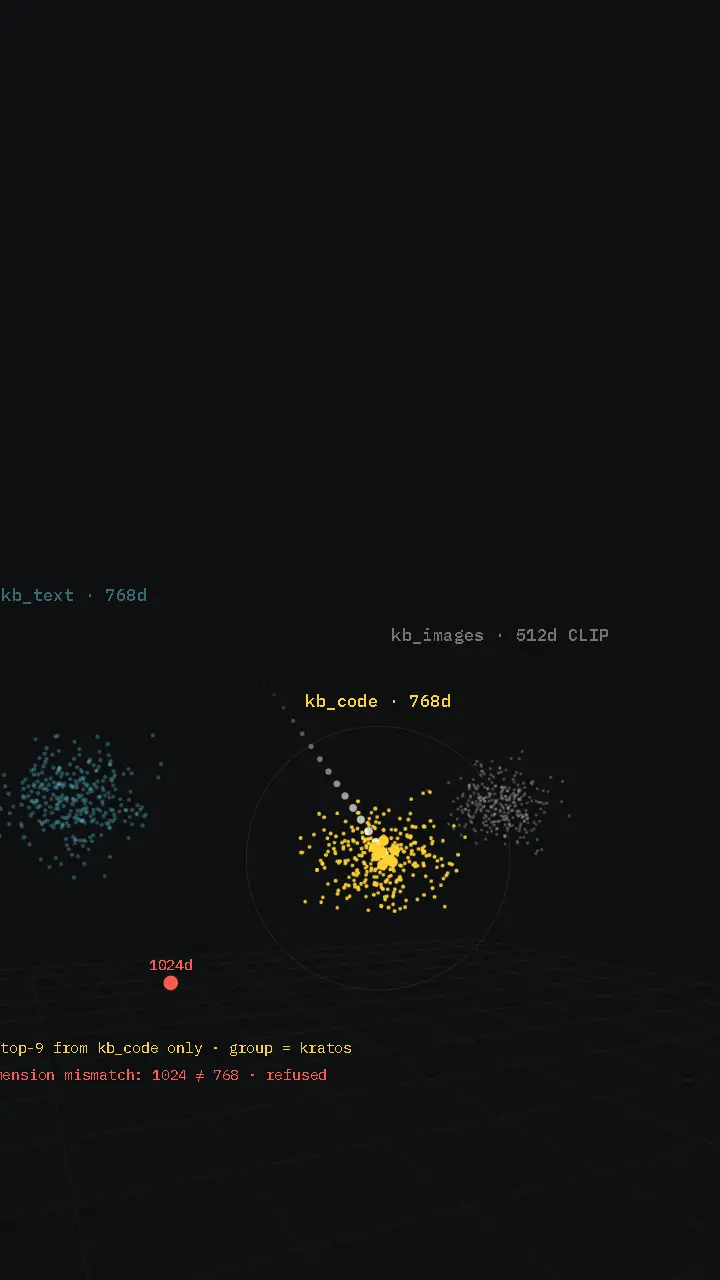 kb_text · 768d
kb_images · 512d CLIP
kb_code · 768d
1024d
top-9 from kb_code only · group = kratos
mismatch: 1024 ≠ 768 · refused